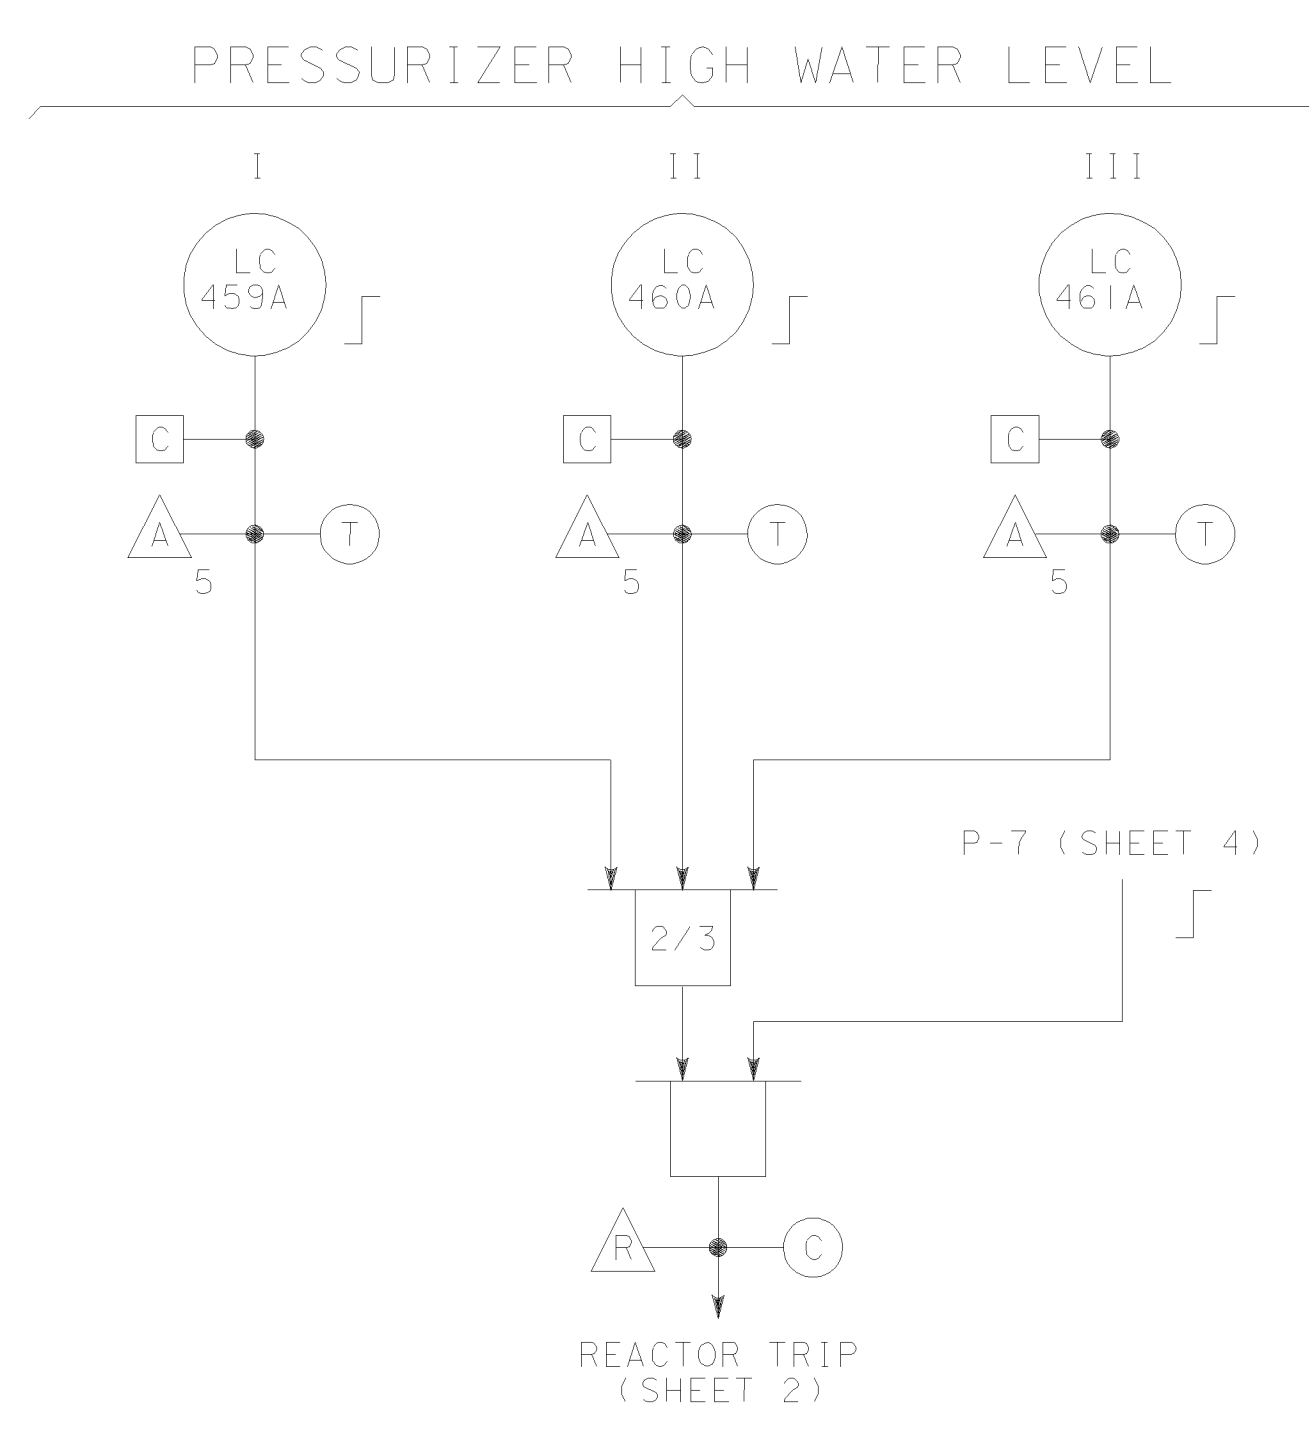 PRESSURIZER HIGH WATER LEVEL
I II III
LC LC LC
459A 460A 461A
C C C
A T A T A T
5 5 5
P-7 (SHEET 4)
2/3
R C
REACTOR TRIP
(SHEET 2)